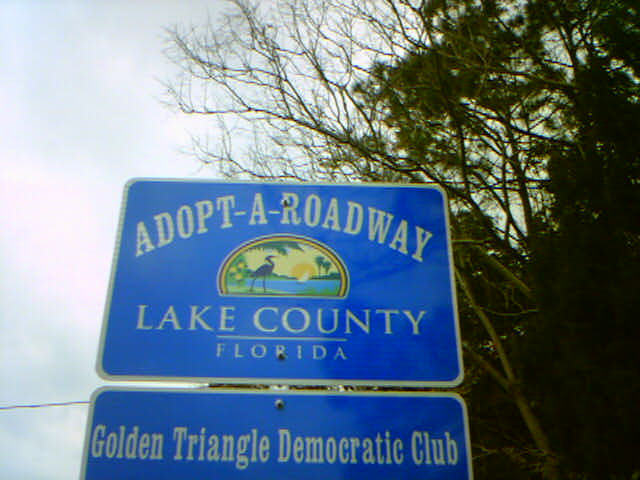 ADOPT-A-ROADWAY
LAKE COUNTY
FLORIDA
Golden Triangle Democratic Club